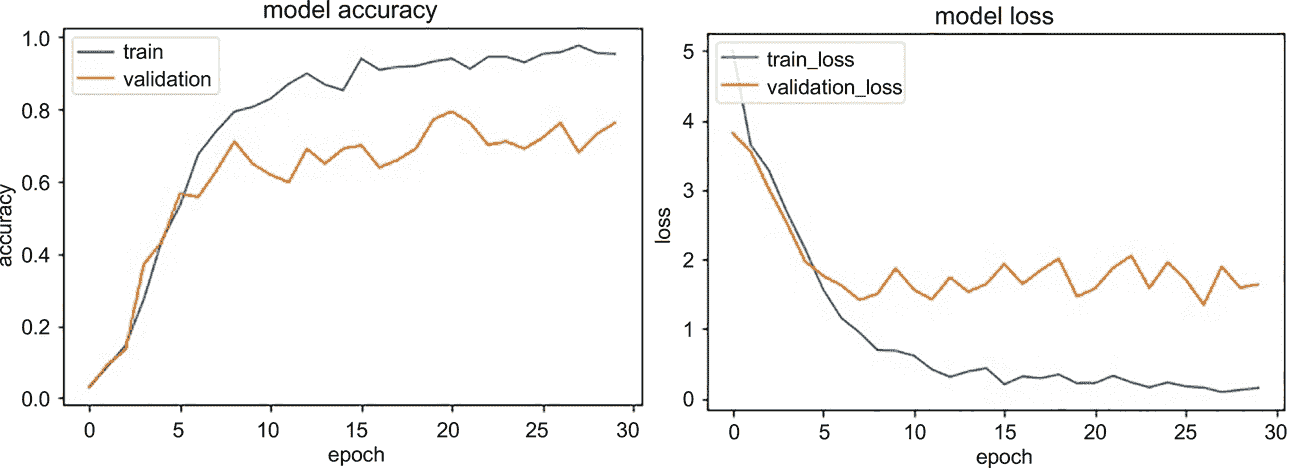 model accuracy
train
validation
1.0
0.8
0.6
0.4
0.2
0.0
accuracy
0 5 10 15 20 25 30
epoch
model loss
train_loss
validation_loss
5
4
3
2
1
0
loss
0 5 10 15 20 25 30
epoch